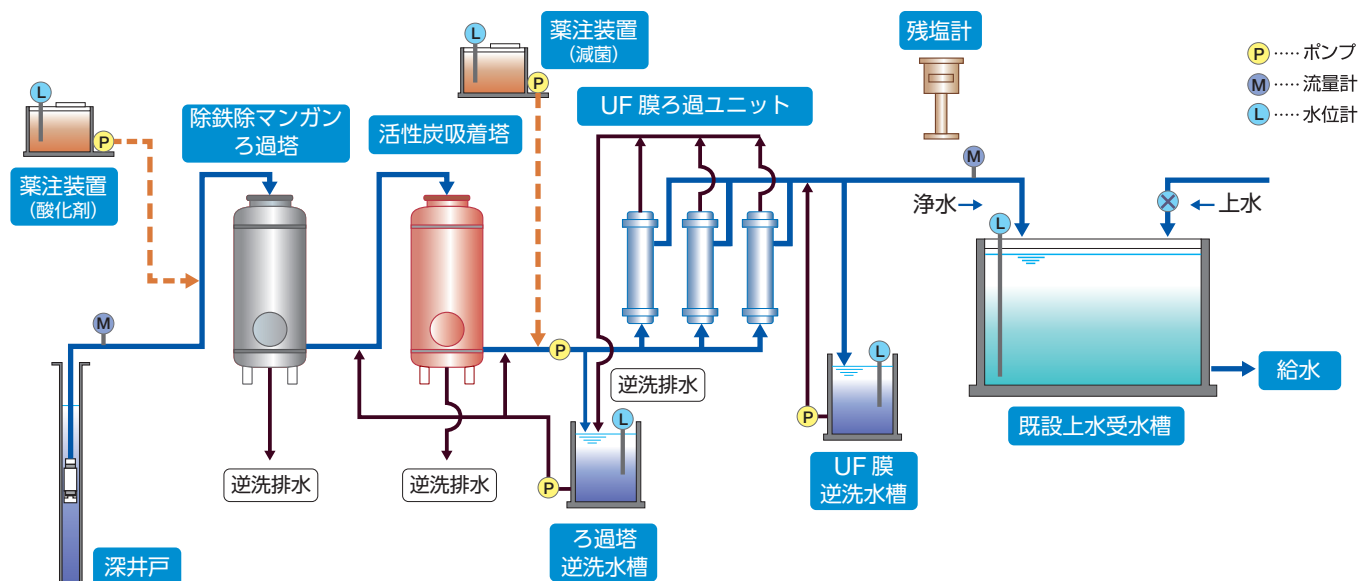 L
P
薬注装置
（酸化剤）
除鉄除マンガン
ろ過塔
活性炭吸着塔
L
P
薬注装置
（減菌）
UF 膜ろ過ユニット
残塩計
P ····· ポンプ
M ····· 流量計
L ····· 水位計
M
M
浄水
上水
L
P
逆洗排水
L
P
UF 膜
逆洗水槽
給水
既設上水受水槽
逆洗排水
逆洗排水
L
P
ろ過塔
逆洗水槽
深井戸